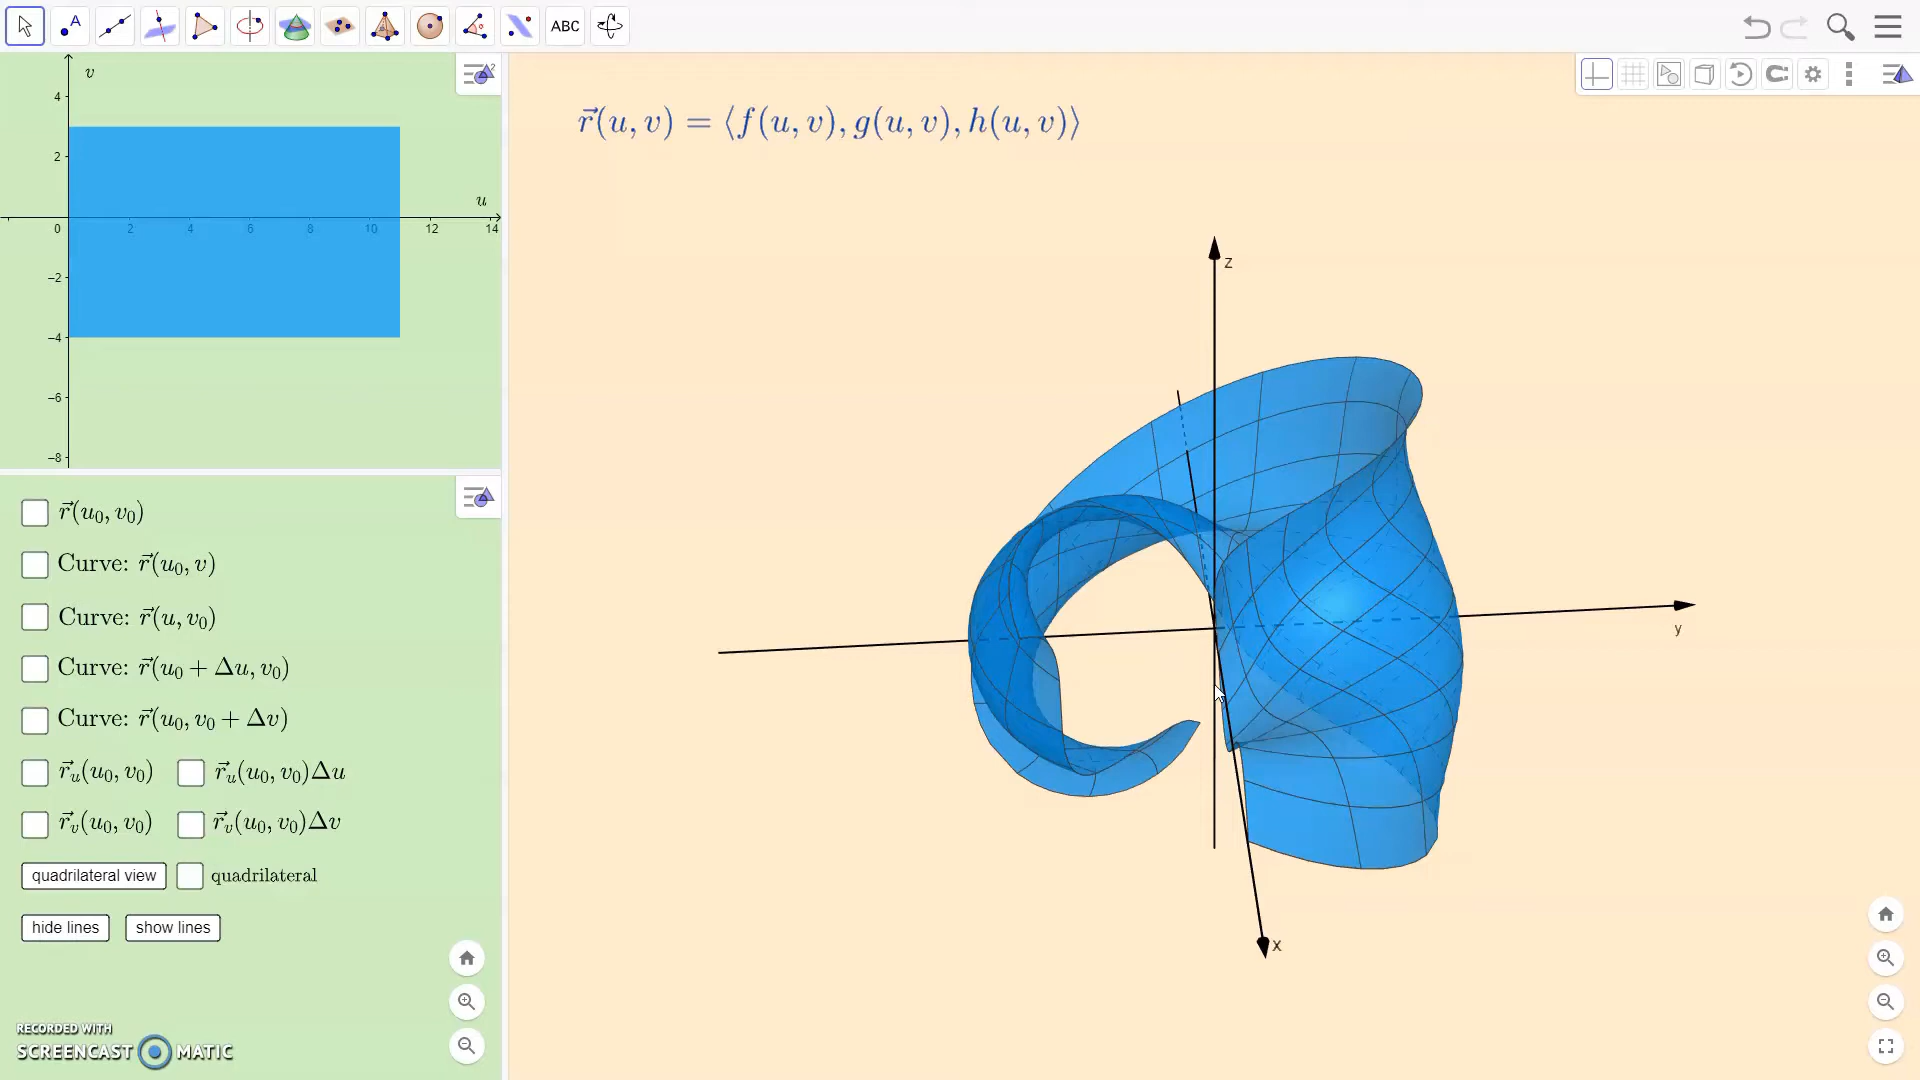 ABC
v
4
2
u
0 2 4 6 8 10 12 14
−2
−4
−6
−8
r⃗(u₀, v₀)
Curve: r⃗(u₀, v)
Curve: r⃗(u, v₀)
Curve: r⃗(u₀ + Δu, v₀)
Curve: r⃗(u₀, v₀ + Δv)
r⃗ᵤ(u₀, v₀) r⃗ᵤ(u₀, v₀)Δu
r⃗ᵥ(u₀, v₀) r⃗ᵥ(u₀, v₀)Δv
quadrilateral view quadrilateral
hide lines show lines
RECORDED WITH
SCREENCAST MATIC
r⃗(u, v) = ⟨f(u, v), g(u, v), h(u, v)⟩
z
y
x